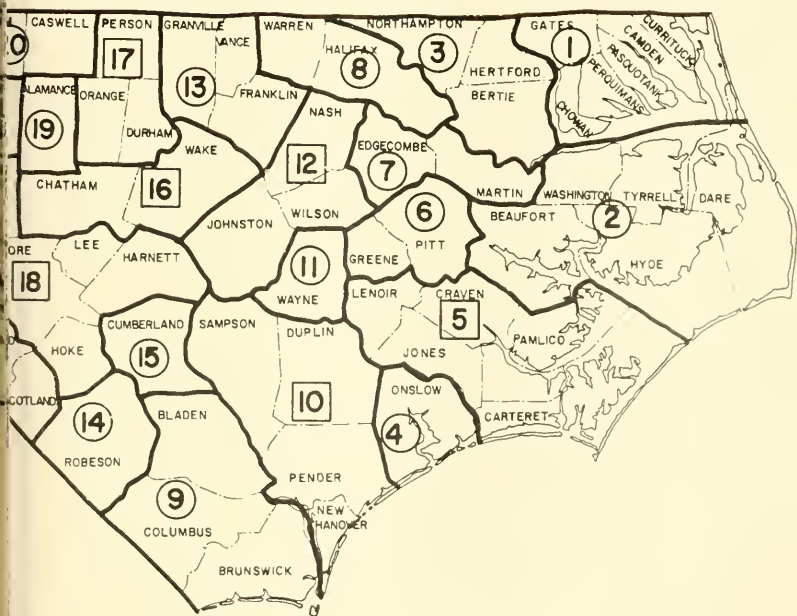 CASWELL
PERSON
GRANVILLE
VANCE
WARREN
NORTHAMPTON
HALIFAX
GATES
CURRITUCK
CAMDEN
PASQUOTANK
PERQUIMANS
CHOWAN
17
13
8
3
1
HERTFORD
BERTIE
ORANGE
DURHAM
FRANKLIN
NASH
19
WAKE
EDGECOMBE
7
12
16
CHATHAM
MARTIN
WASHINGTON
TYRRELL
DARE
BEAUFORT
2
HYDE
JOHNSTON
WILSON
6
PITT
GREENE
LEE
HARNETT
18
11
WAYNE
LENOIR
CRAVEN
5
PAMLICO
JONES
CUMBERLAND
15
SAMPSON
DUPLIN
HOKE
ONSLOW
4
CARTERET
10
14
ROBESON
BLADEN
PENDER
9
COLUMBUS
NEW
HANOVER
BRUNSWICK